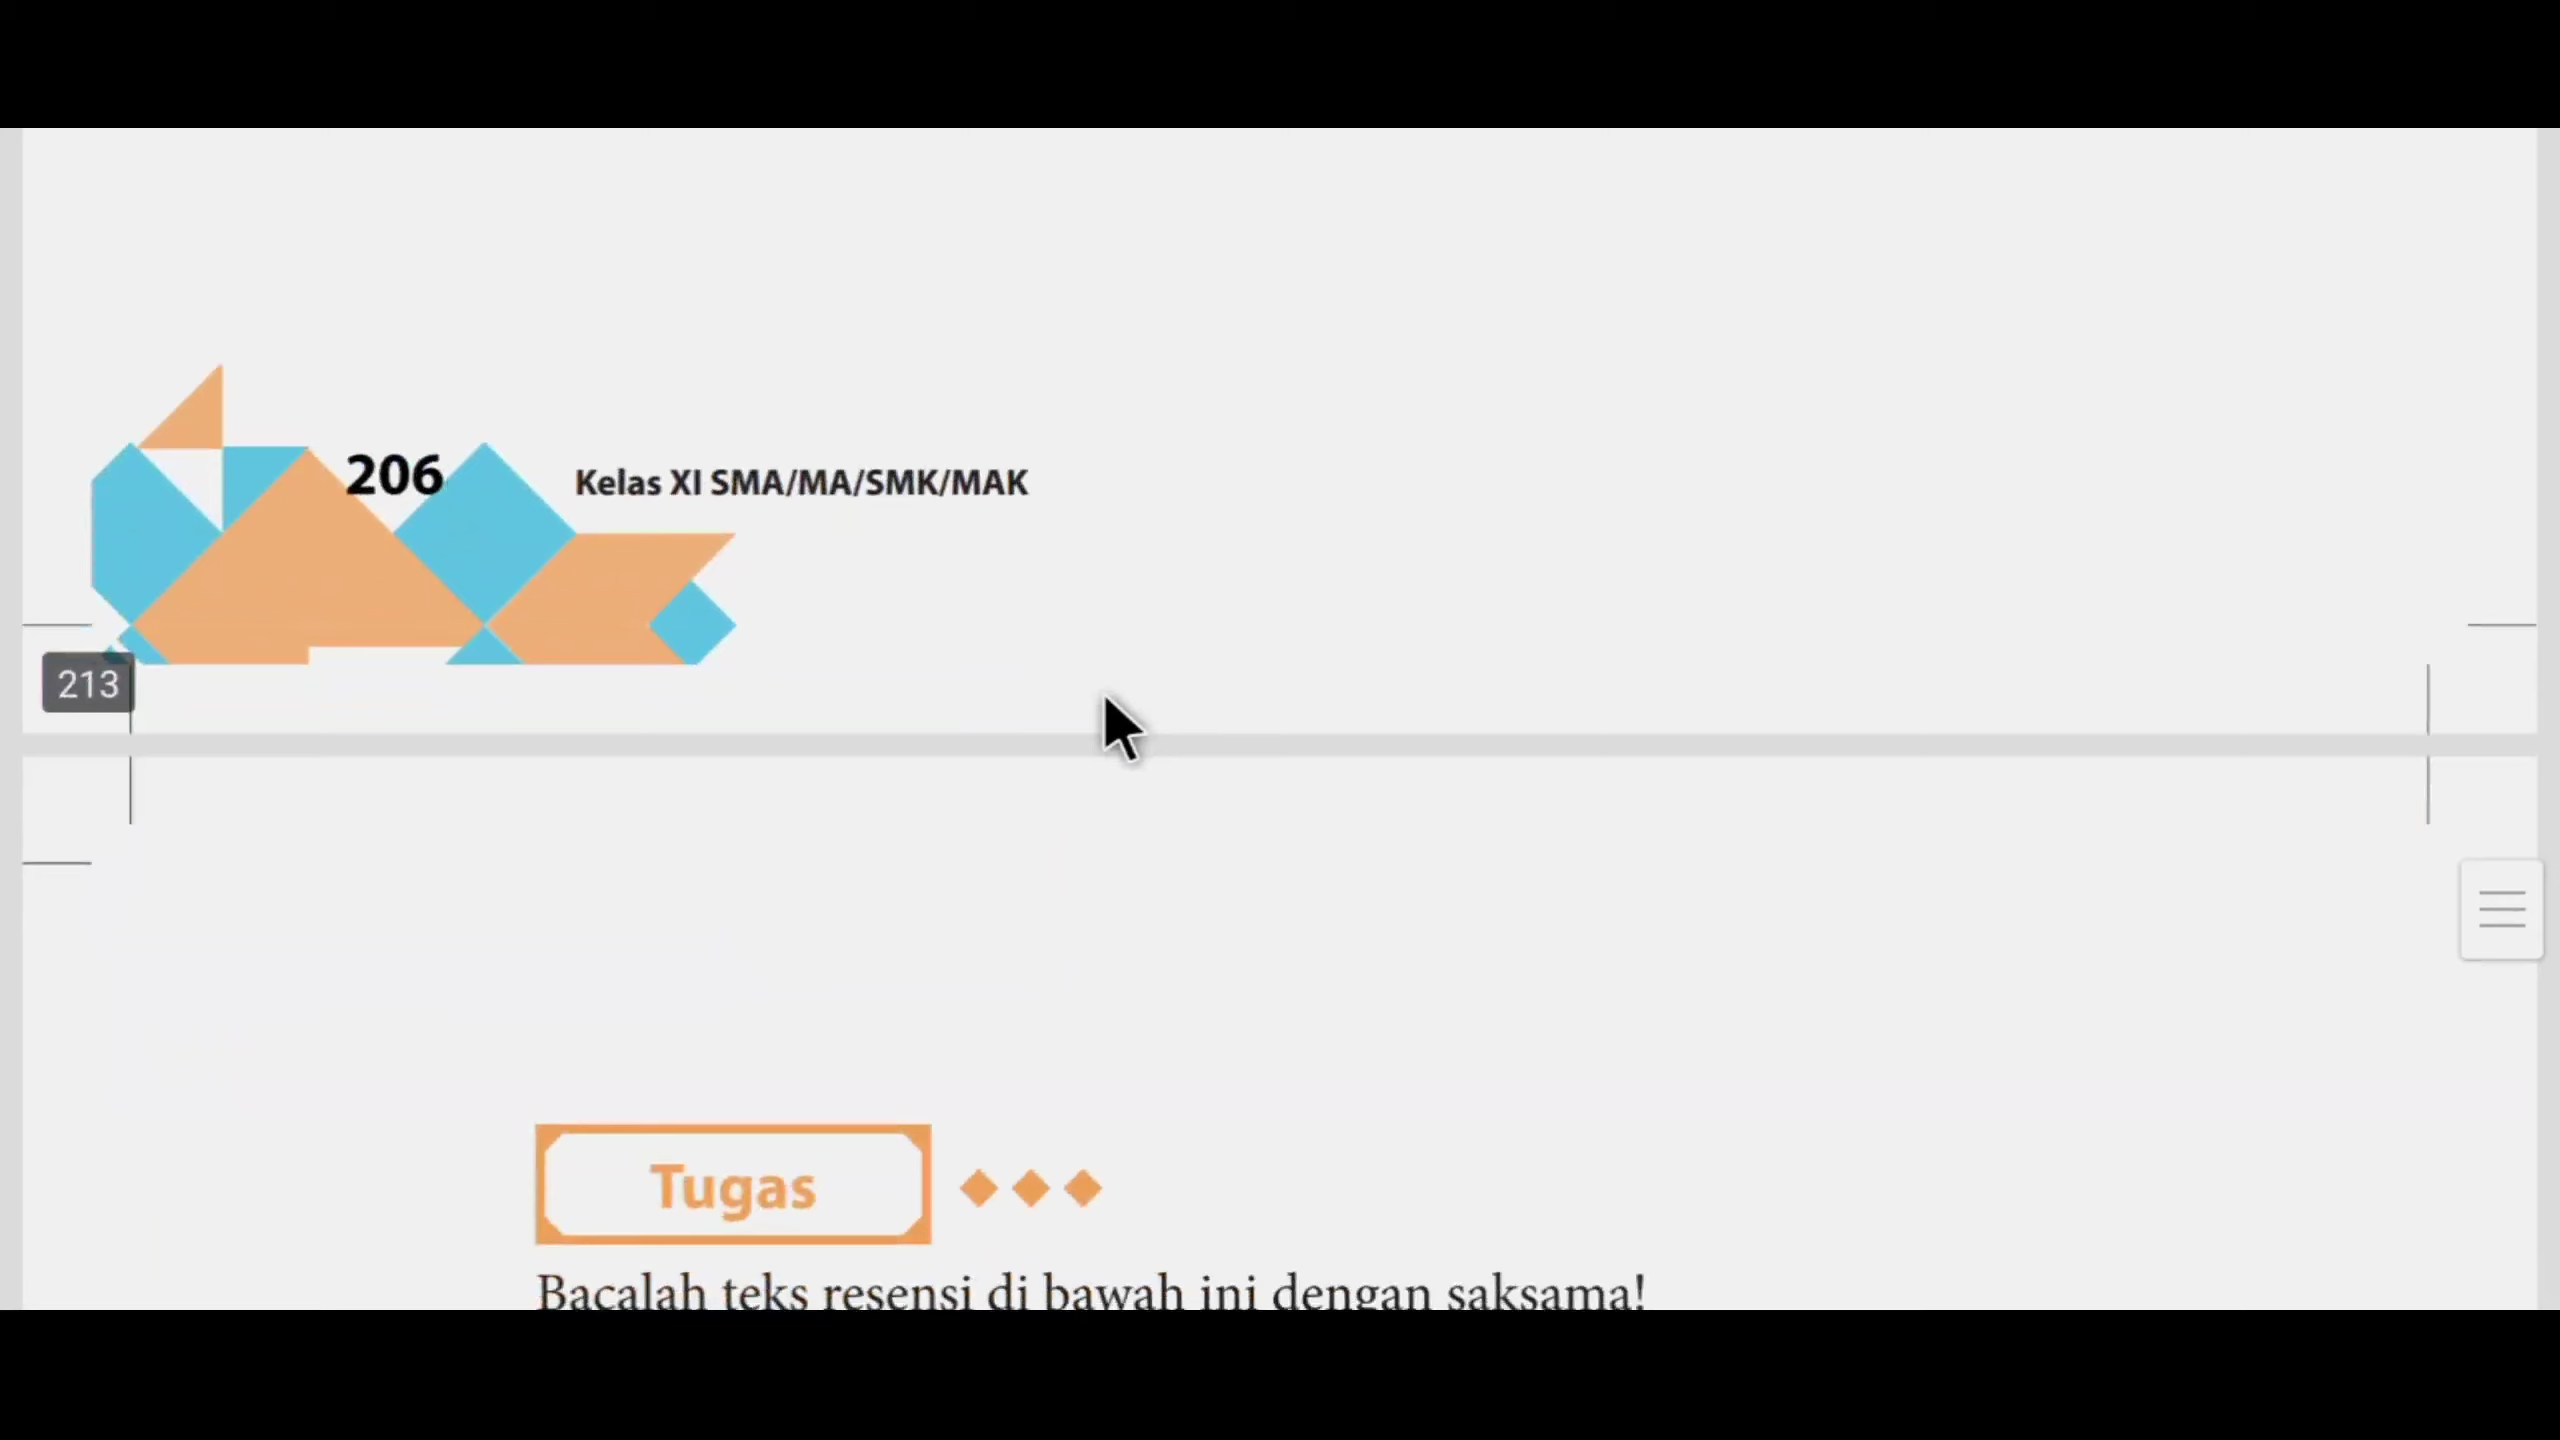 206
Kelas XI SMA/MA/SMK/MAK
213
Tugas
Bacalah teks resensi di bawah ini dengan saksama!